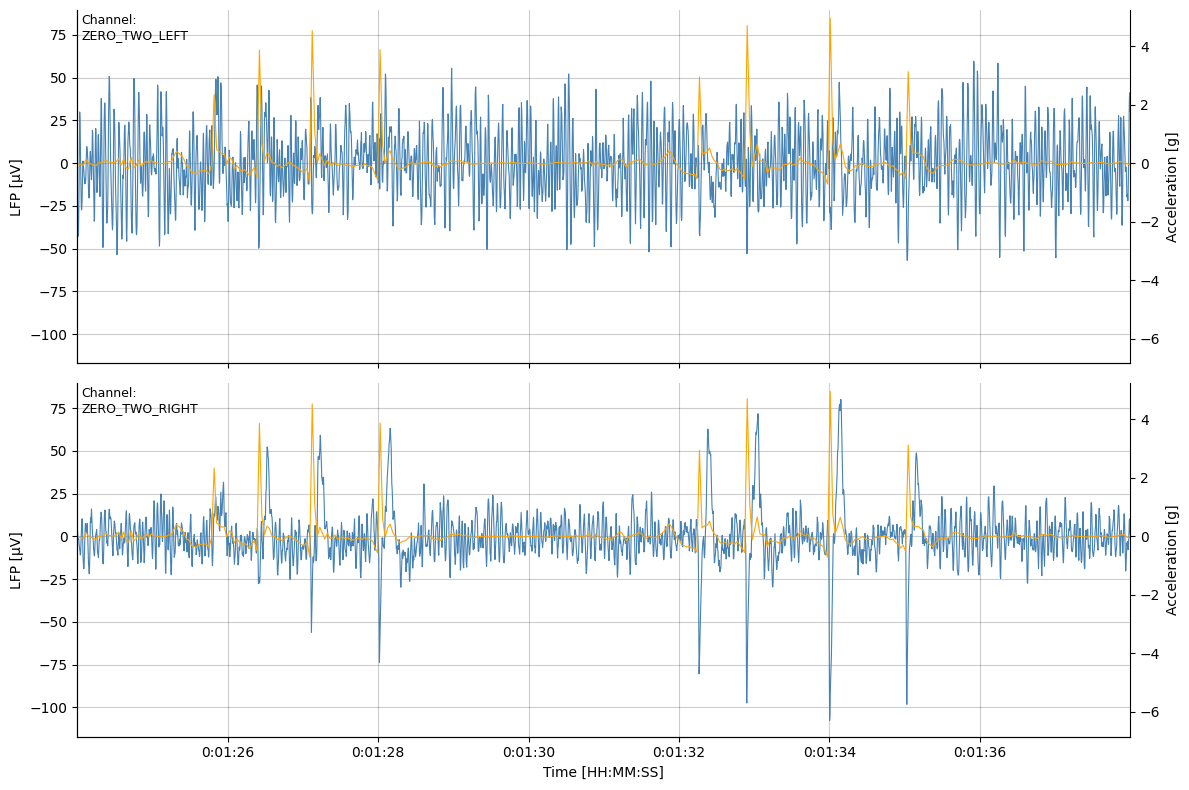 Channel:
ZERO_TWO_LEFT
75
50
25
0
−25
−50
−75
−100
LFP [µV]
4
2
0
−2
−4
−6
Acceleration [g]
Channel:
ZERO_TWO_RIGHT
75
50
25
0
−25
−50
−75
−100
LFP [µV]
4
2
0
−2
−4
−6
Acceleration [g]
0:01:26 0:01:28 0:01:30 0:01:32 0:01:34 0:01:36
Time [HH:MM:SS]